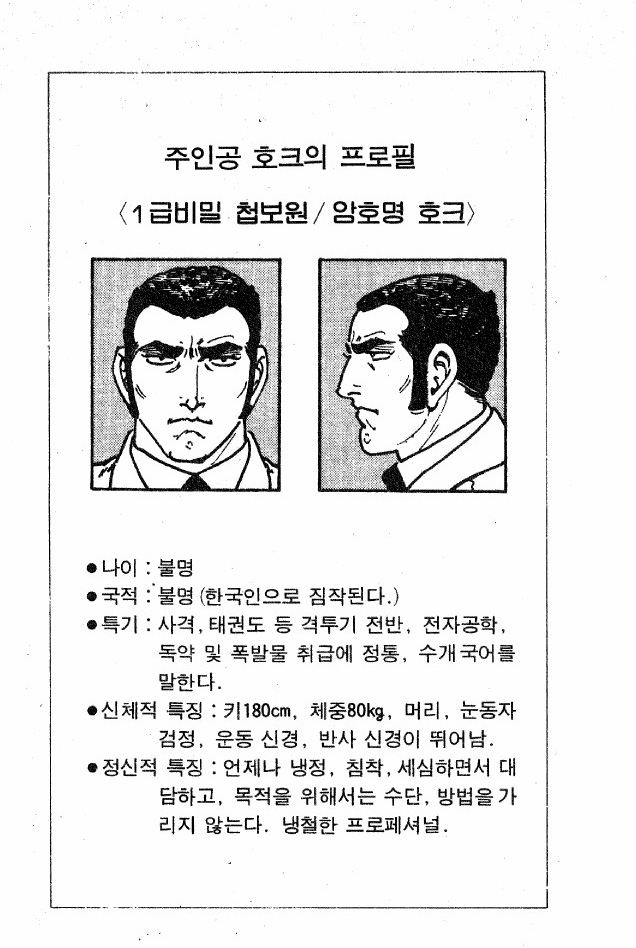 주인공 호크의 프로필
〈1급비밀 첩보원/암호명 호크〉
●나이 : 불명
●국적 : 불명 (한국인으로 짐작된다.)
●특기 : 사격, 태권도 등 격투기 전반, 전자공학,
독약 및 폭발물 취급에 정통, 수개국어를
말한다.
●신체적 특징 : 키180cm, 체중80kg, 머리, 눈동자
검정, 운동 신경, 반사 신경이 뛰어남.
●정신적 특징 : 언제나 냉정, 침착, 세심하면서 대
담하고, 목적을 위해서는 수단, 방법을 가
리지 않는다. 냉철한 프로페셔널.